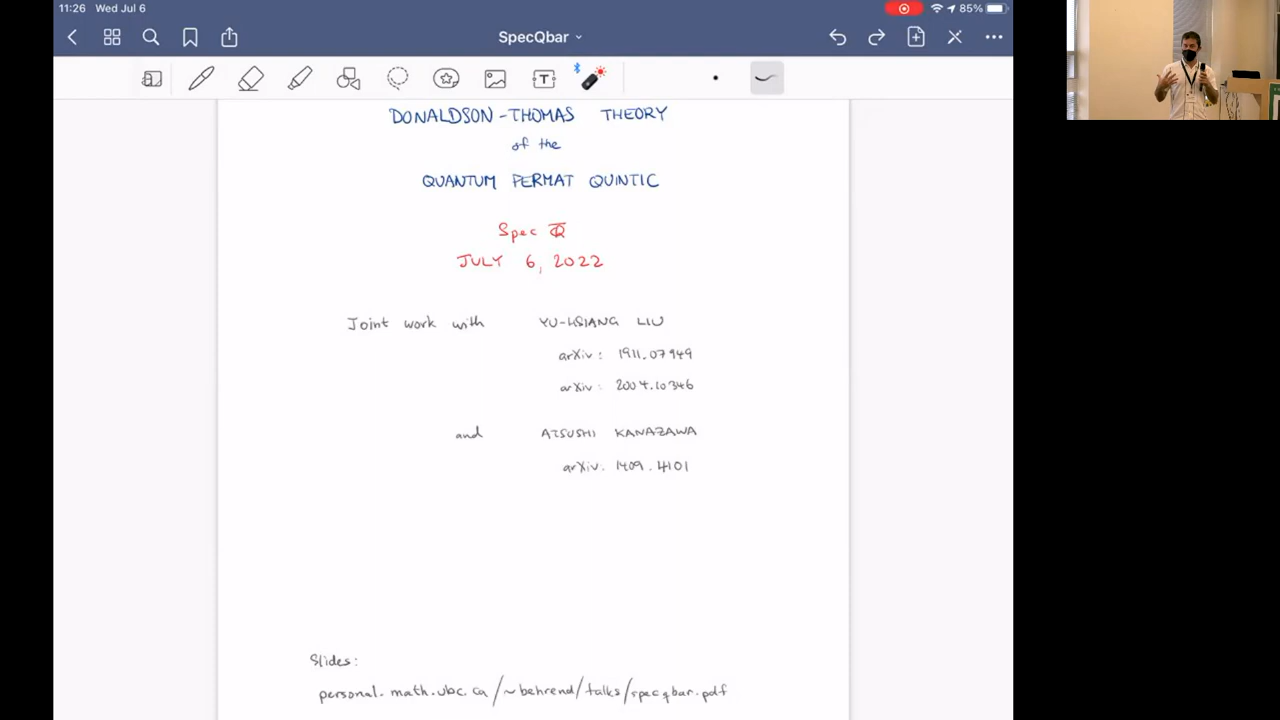 11:26 Wed Jul 6
85%
SpecQbar
T
DONALDSON-THOMAS THEORY
of the
QUANTUM FERMAT QUINTIC
Spec Q̅
JULY 6, 2022
Joint work with YU-HSIANG LIU
arXiv: 1911.07949
arXiv: 2004.10346
and ATSUSHI KANAZAWA
arXiv. 1409.4101
Slides:
personal.math.ubc.ca/~behrend/talks/specqbar.pdf